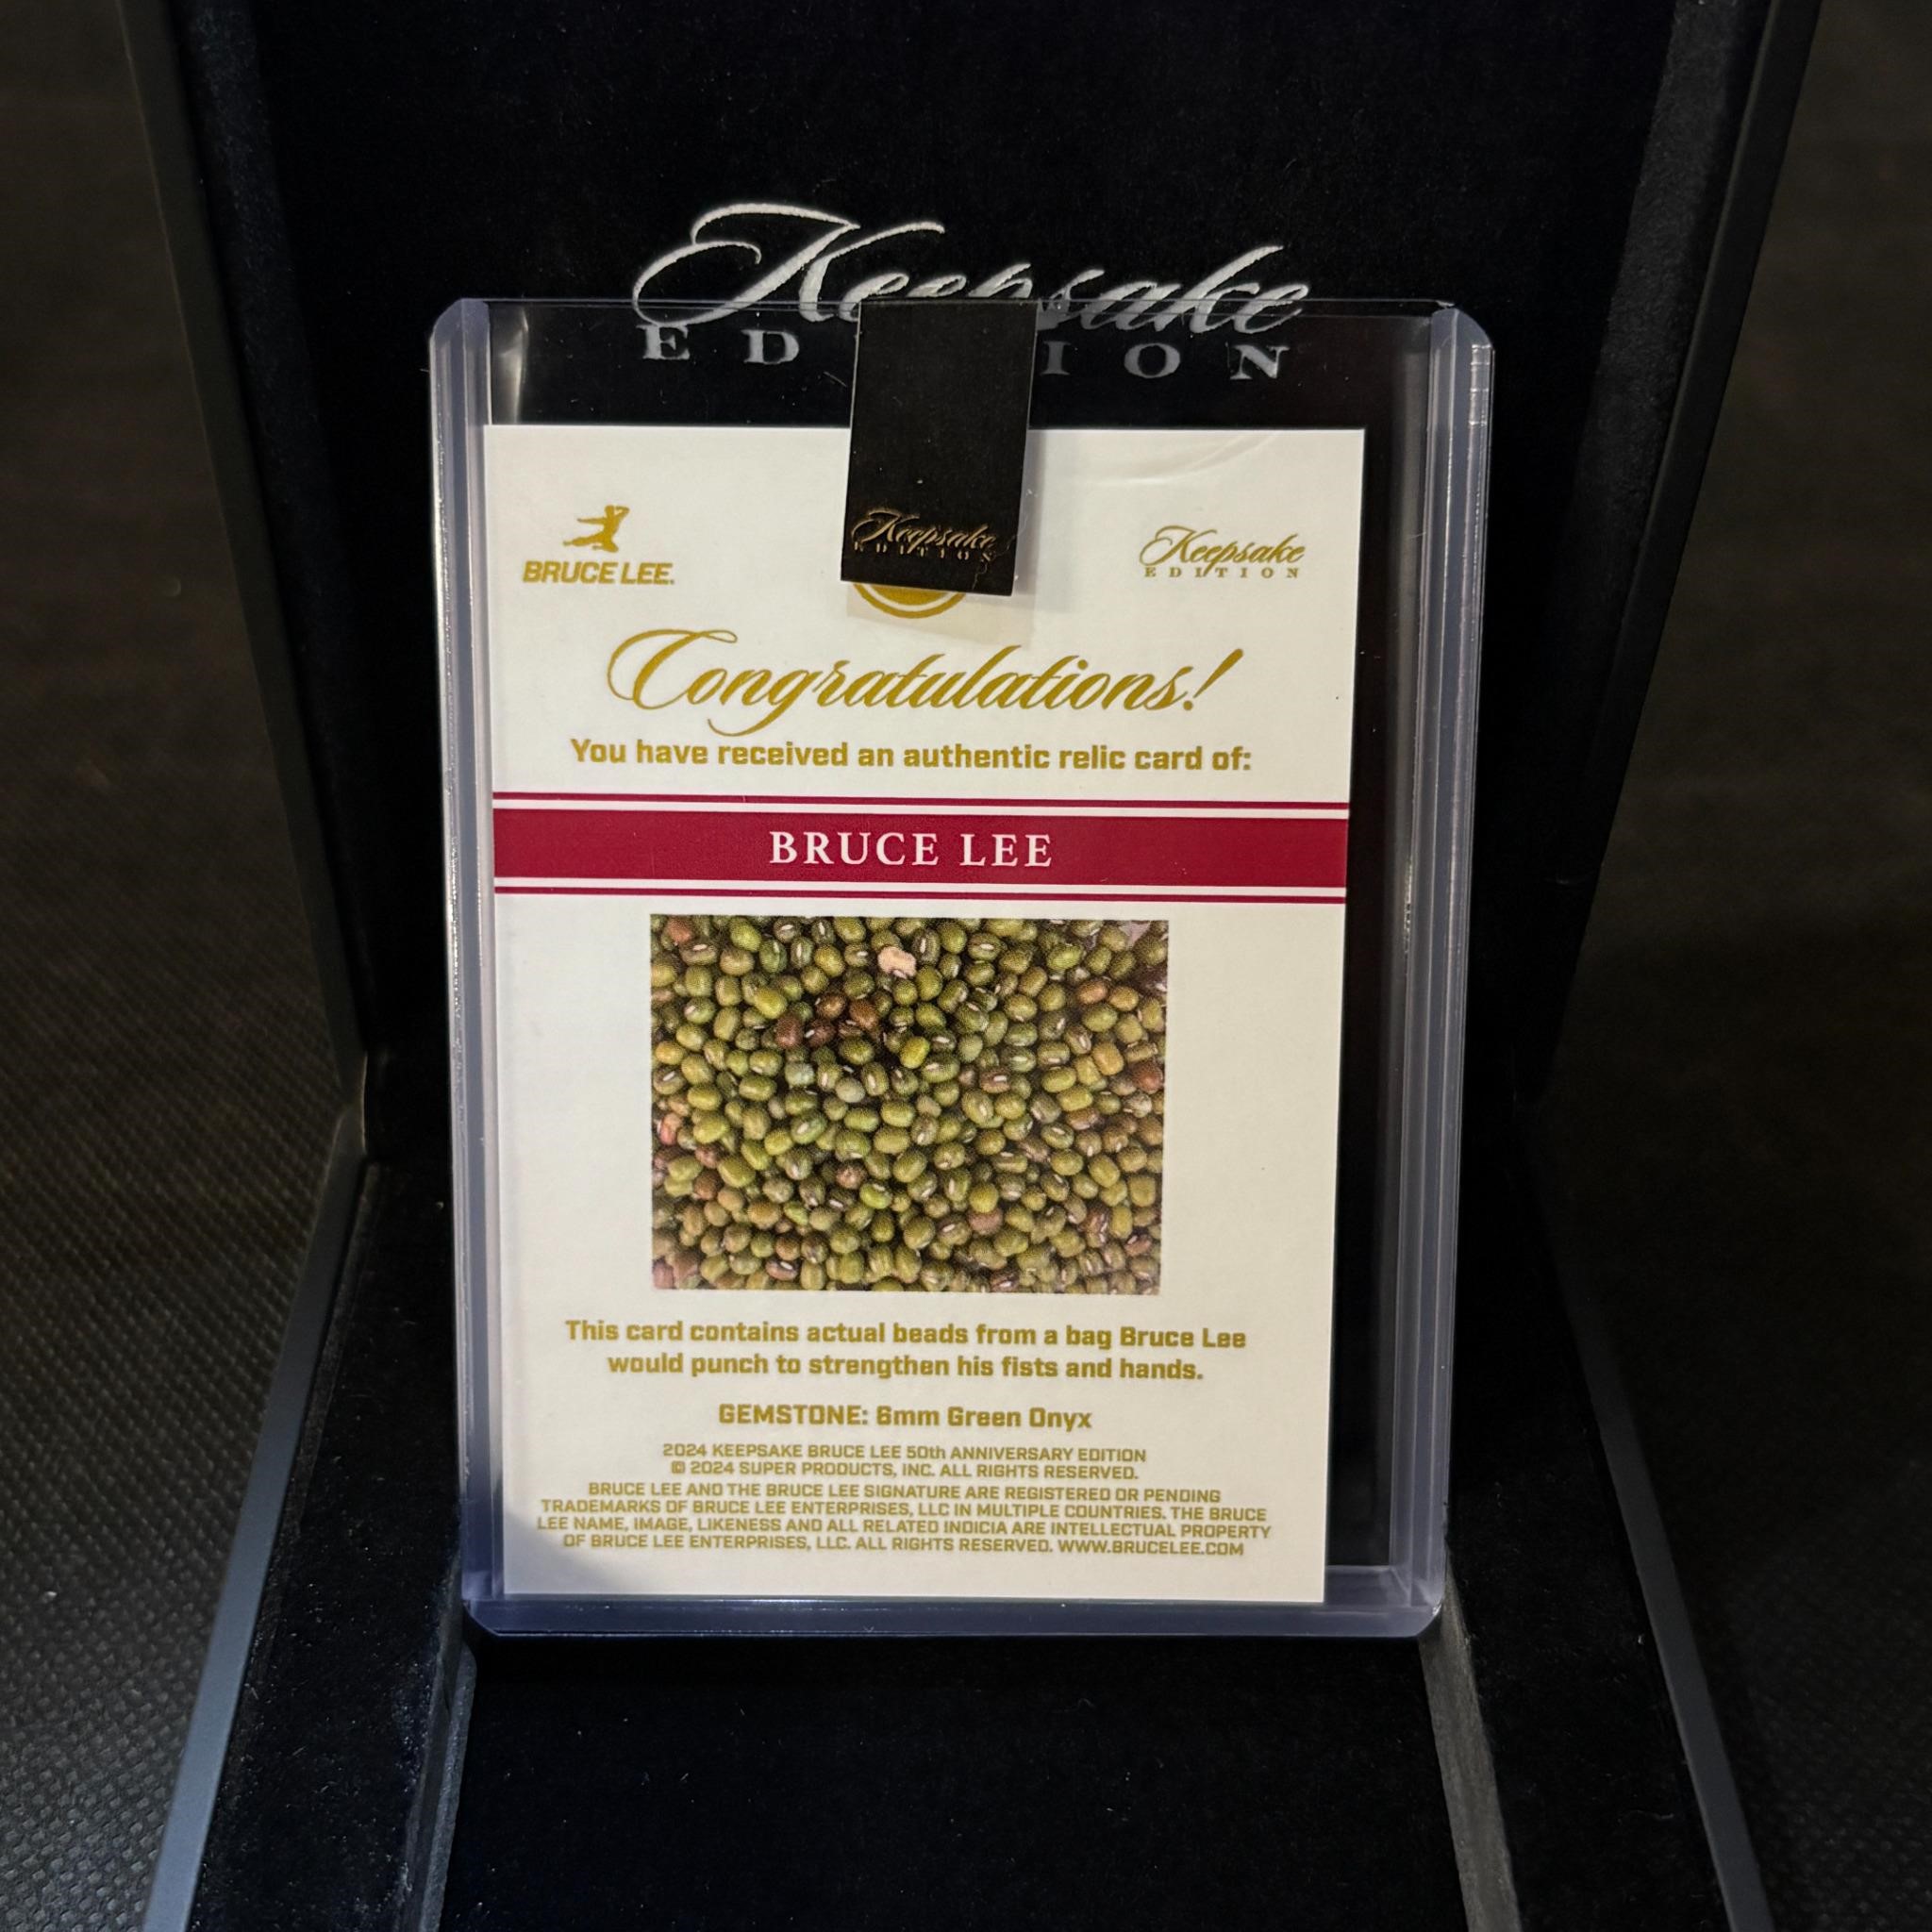 Keepsake
ED ION
Keepsake
EDITION
BRUCE LEE.
Keepsake
EDITION
Congratulations!
You have received an authentic relic card of:
BRUCE LEE
This card contains actual beads from a bag Bruce Lee
would punch to strengthen his fists and hands.
GEMSTONE: 6mm Green Onyx
2024 KEEPSAKE BRUCE LEE 50th ANNIVERSARY EDITION
© 2024 SUPER PRODUCTS, INC. ALL RIGHTS RESERVED.
BRUCE LEE AND THE BRUCE LEE SIGNATURE ARE REGISTERED OR PENDING
TRADEMARKS OF BRUCE LEE ENTERPRISES, LLC IN MULTIPLE COUNTRIES. THE BRUCE
LEE NAME, IMAGE, LIKENESS AND ALL RELATED INDICIA ARE INTELLECTUAL PROPERTY
OF BRUCE LEE ENTERPRISES, LLC. ALL RIGHTS RESERVED. WWW.BRUCELEE.COM